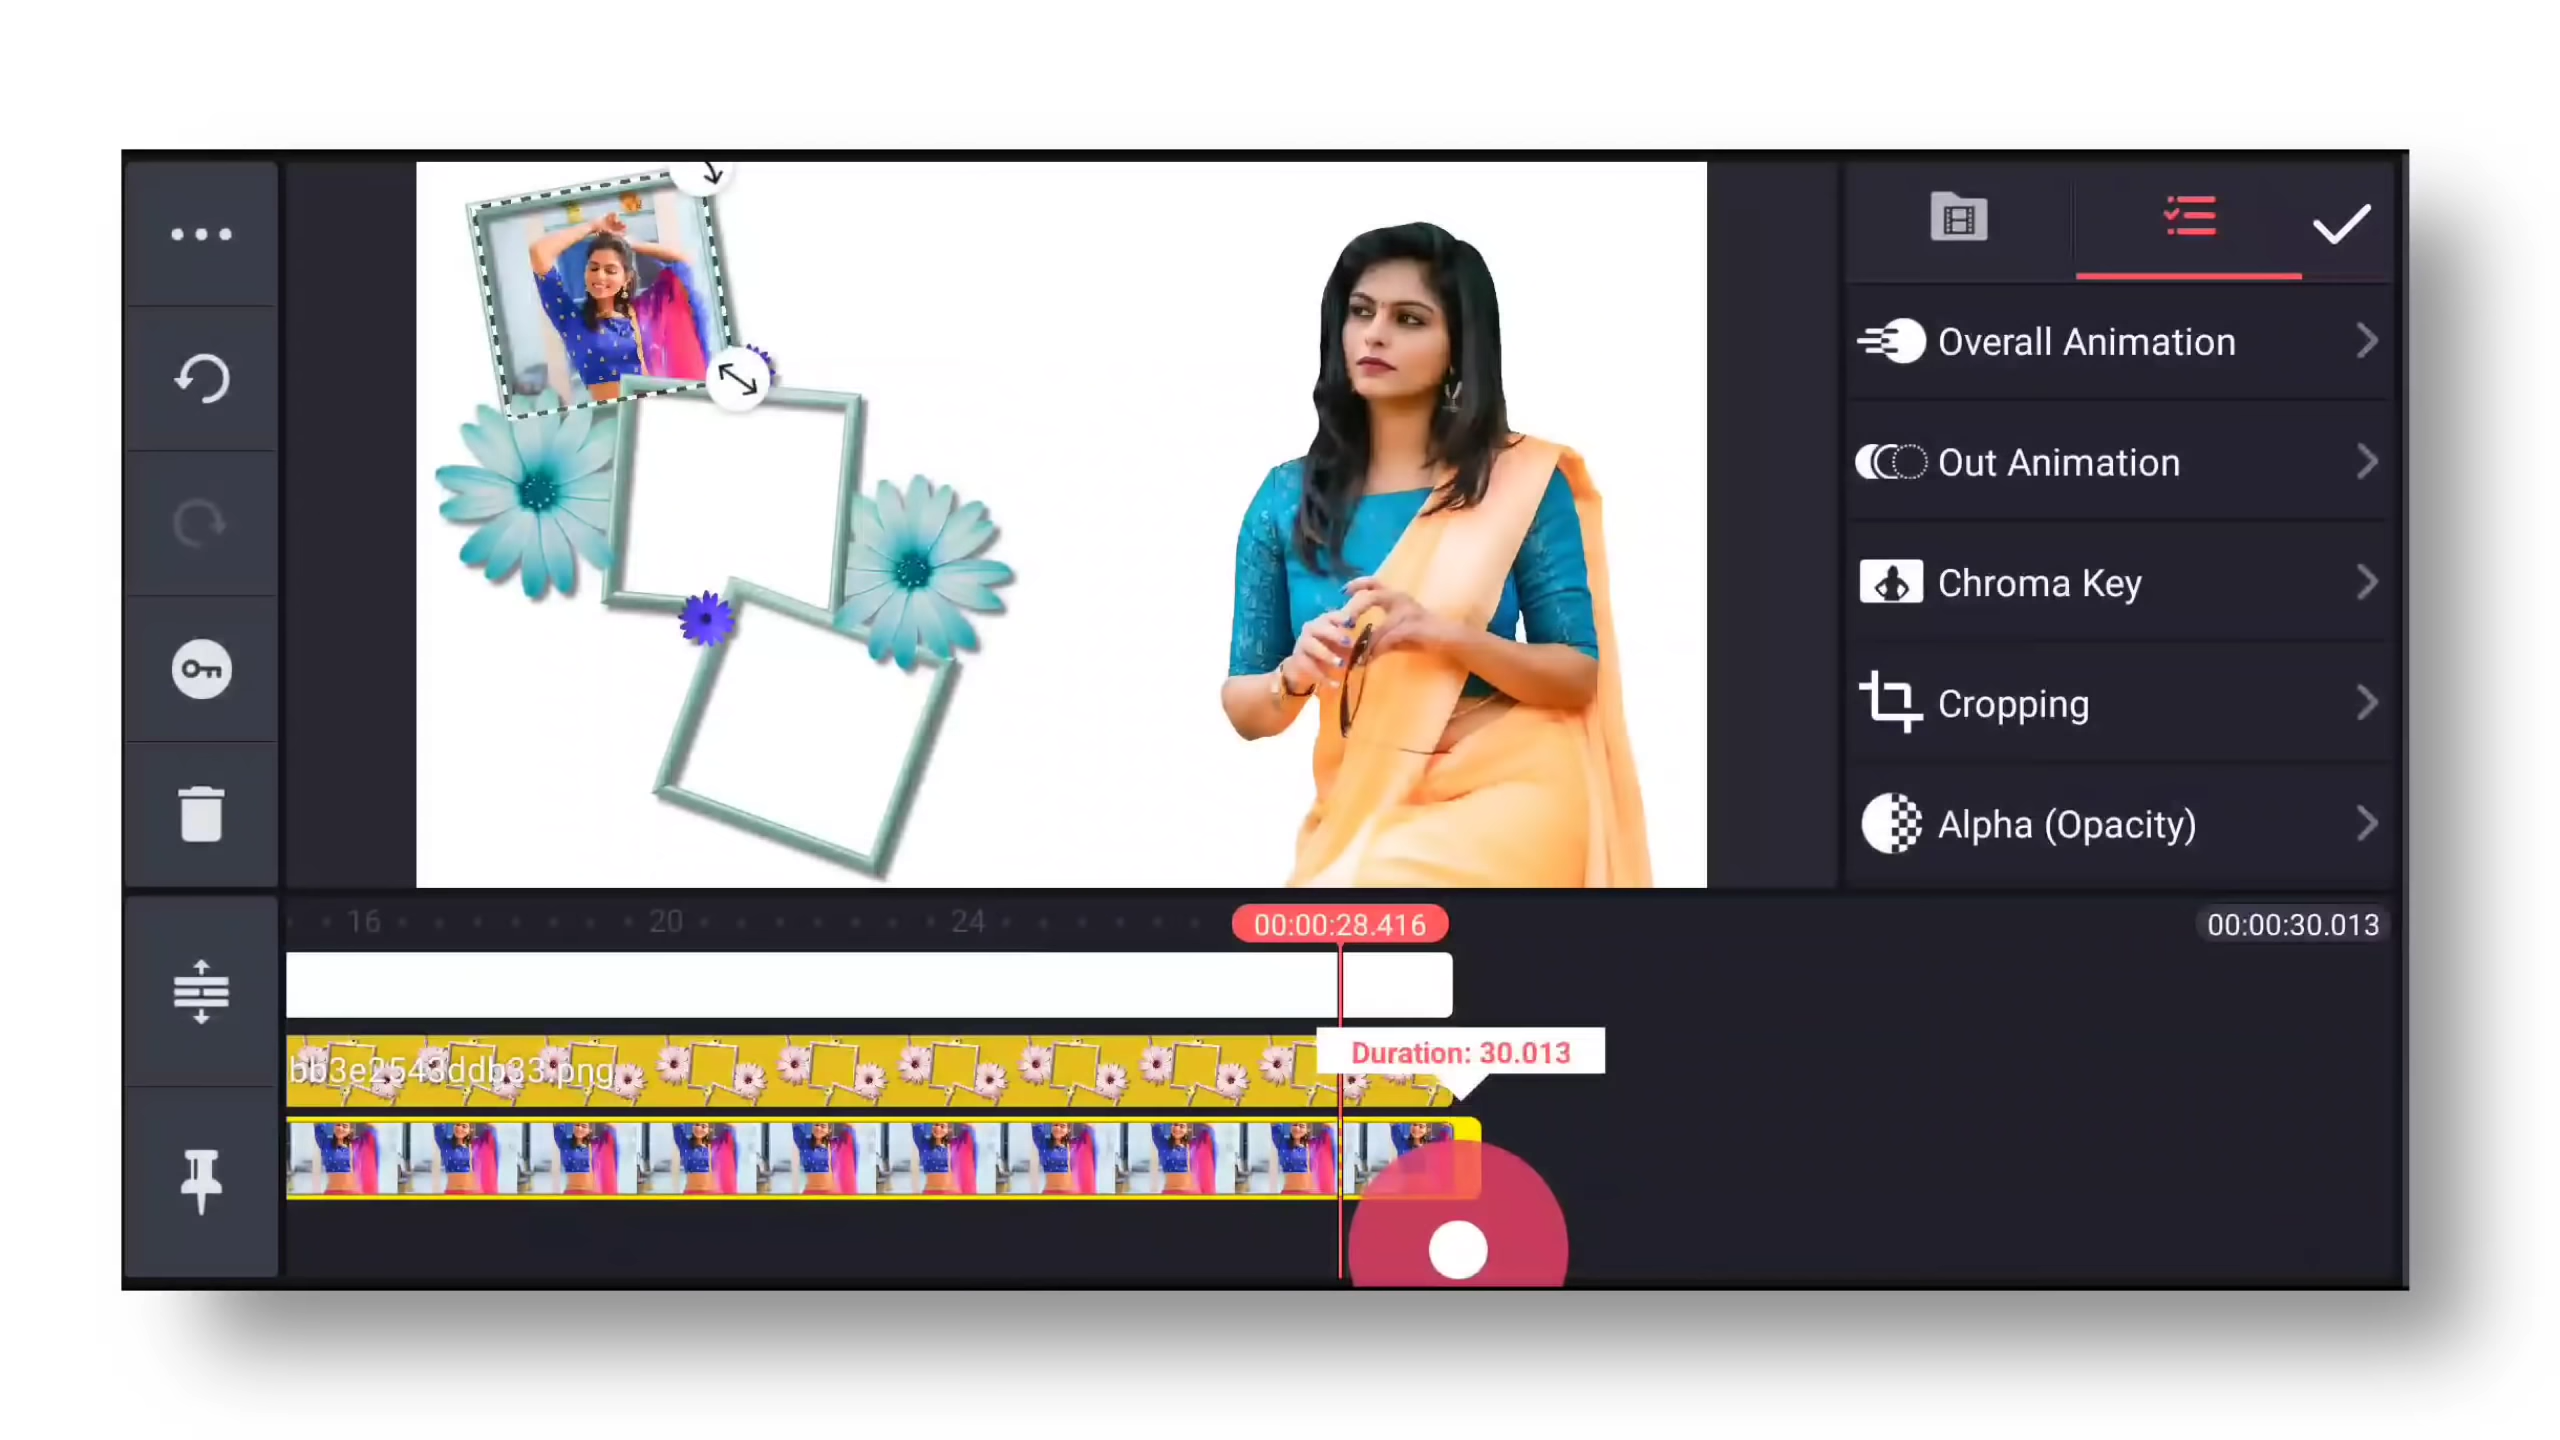 Overall Animation
Out Animation
Chroma Key
Cropping
Alpha (Opacity)
16 20 24 00:00:28.416 00:00:30.013
Duration: 30.013
bb3e2543ddb33.png